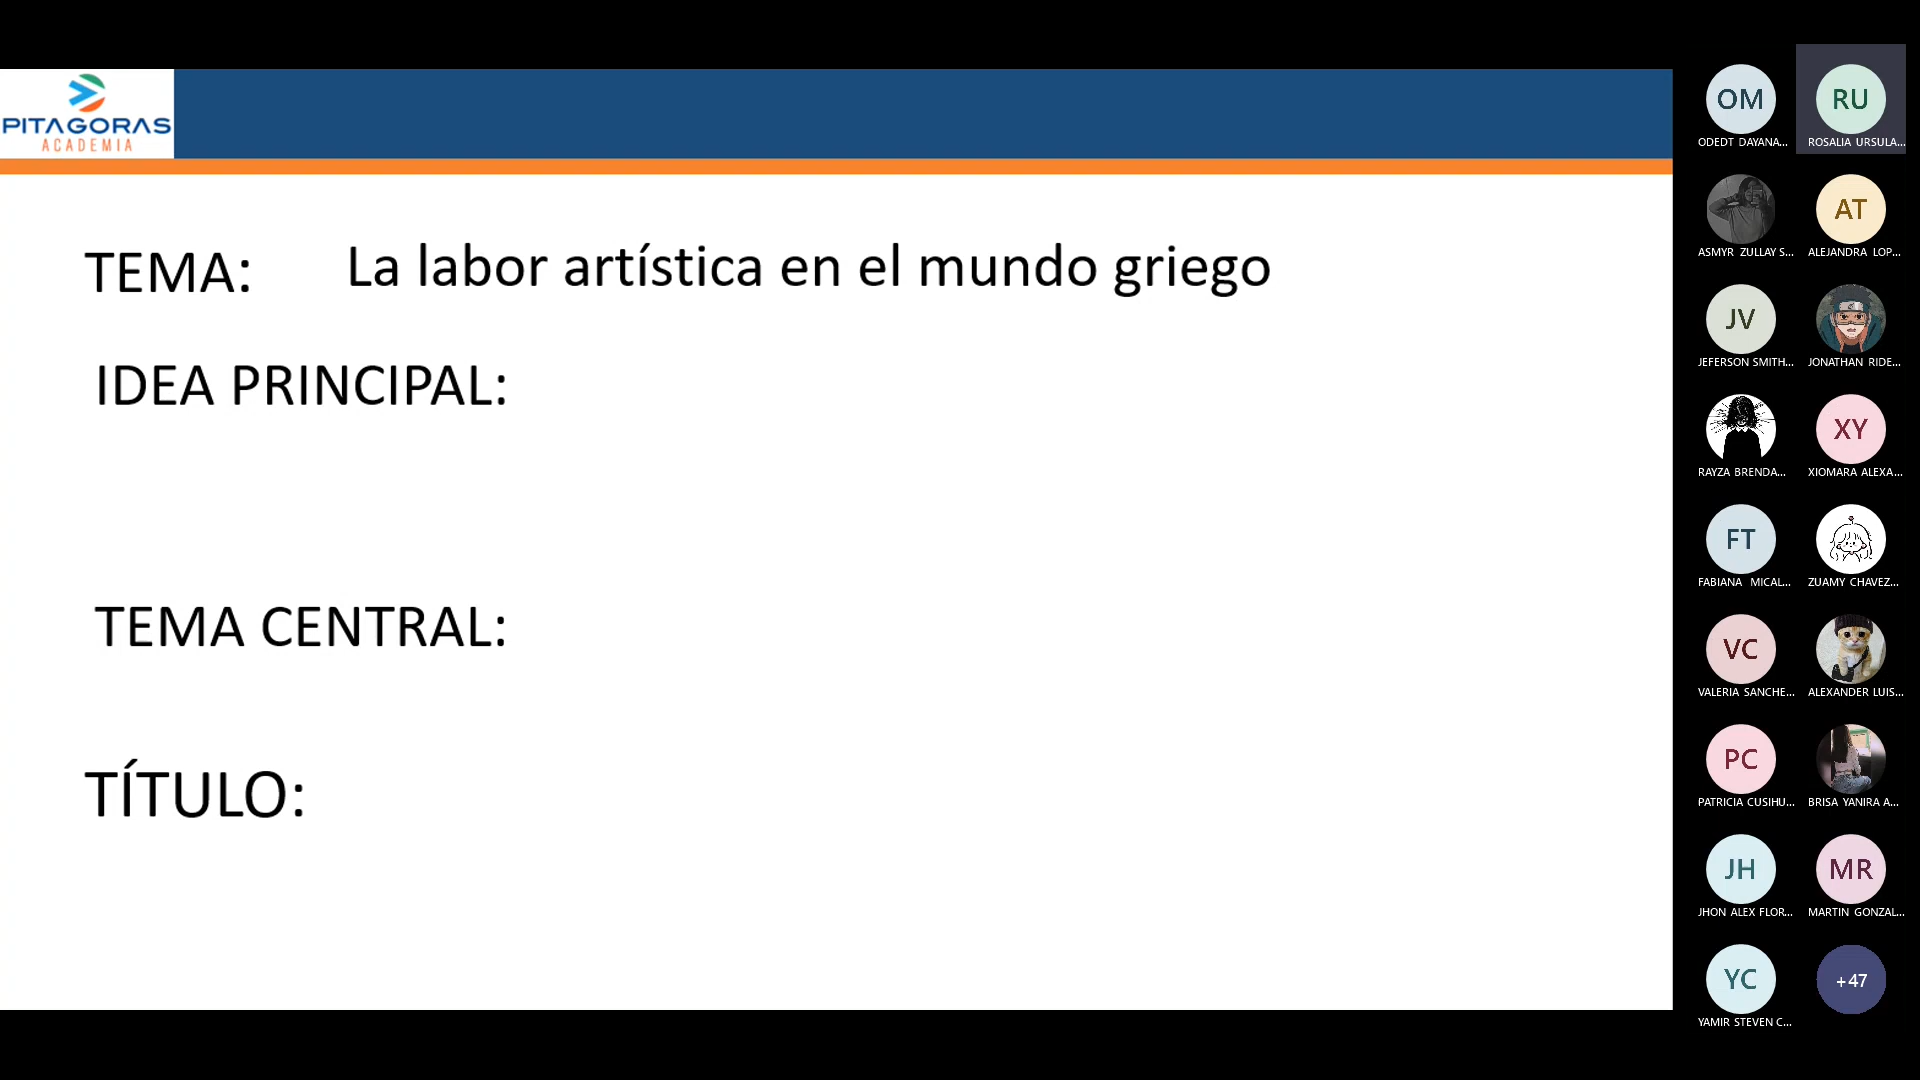 PITAGORAS
ACADEMIA
TEMA: La labor artística en el mundo griego
IDEA PRINCIPAL:
TEMA CENTRAL:
TÍTULO:
OM
ODEDT DAYANA...
RU
ROSALIA URSULA...
ASMYR ZULLAY S...
AT
ALEJANDRA LOP...
JV
JEFERSON SMITH...
JONATHAN RIDE...
RAYZA BRENDA...
XY
XIOMARA ALEXA...
FT
FABIANA MICAL...
ZUAMY CHAVEZ...
VC
VALERIA SANCHE...
ALEXANDER LUIS...
PC
PATRICIA CUSIHU...
BRISA YANIRA A...
JH
JHON ALEX FLOR...
MR
MARTIN GONZAL...
YC
YAMIR STEVEN C...
+47